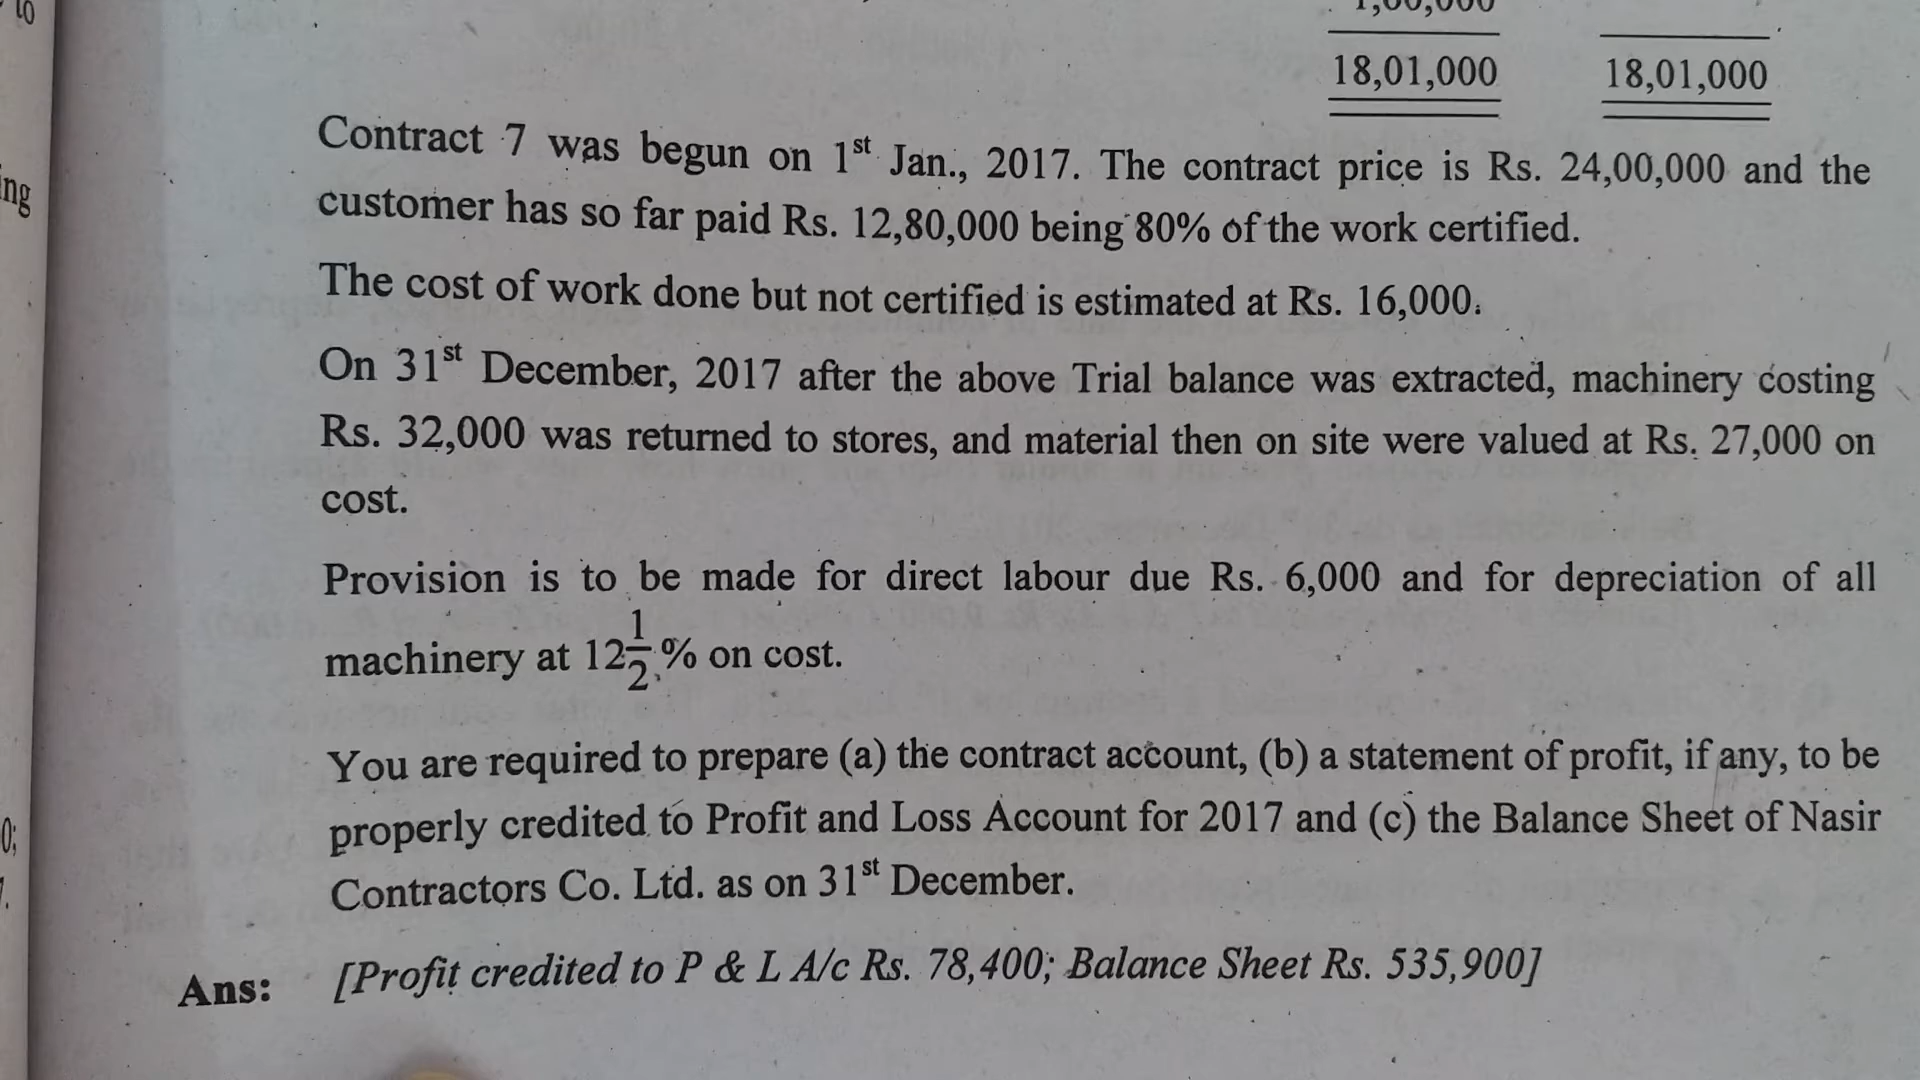 to
1,00,000
18,01,000 18,01,000
Contract 7 was begun on 1st Jan., 2017. The contract price is Rs. 24,00,000 and the
ng
customer has so far paid Rs. 12,80,000 being 80% of the work certified.
The cost of work done but not certified is estimated at Rs. 16,000.
On 31st December, 2017 after the above Trial balance was extracted, machinery costing
Rs. 32,000 was returned to stores, and material then on site were valued at Rs. 27,000 on
cost.
Provision is to be made for direct labour due Rs. 6,000 and for depreciation of all
machinery at 12½% on cost.
You are required to prepare (a) the contract account, (b) a statement of profit, if any, to be
properly credited to Profit and Loss Account for 2017 and (c) the Balance Sheet of Nasir
0;
Contractors Co. Ltd. as on 31st December.
Ans: [Profit credited to P & L A/c Rs. 78,400; Balance Sheet Rs. 535,900]